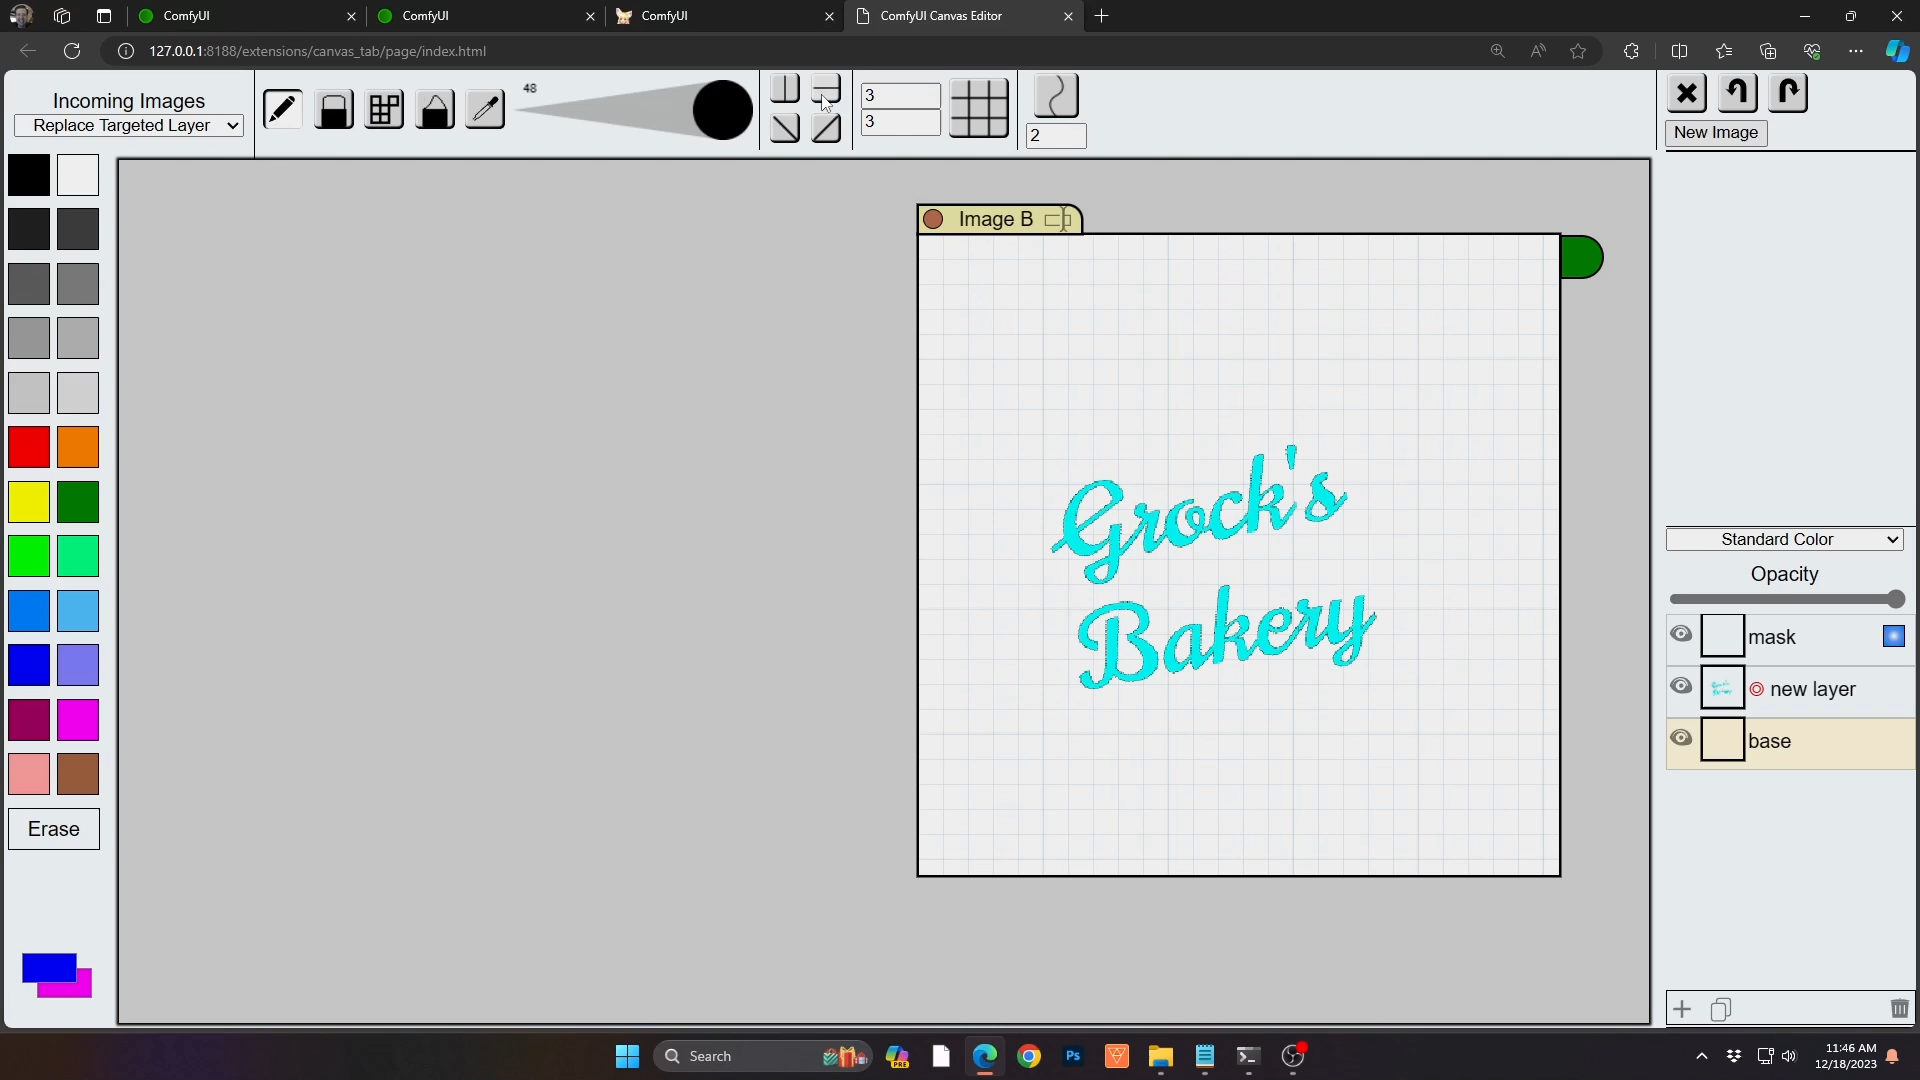 ComfyUI
ComfyUI
ComfyUI
ComfyUI Canvas Editor
127.0.0.1:8188/extensions/canvas_tab/page/index.html
Incoming Images
Replace Targeted Layer
48
3
3
2
New Image
Image B
Grock's
Bakery
Standard Color
Opacity
mask
new layer
base
Erase
Search
PRE
Ps
11:46 AM
12/18/2023